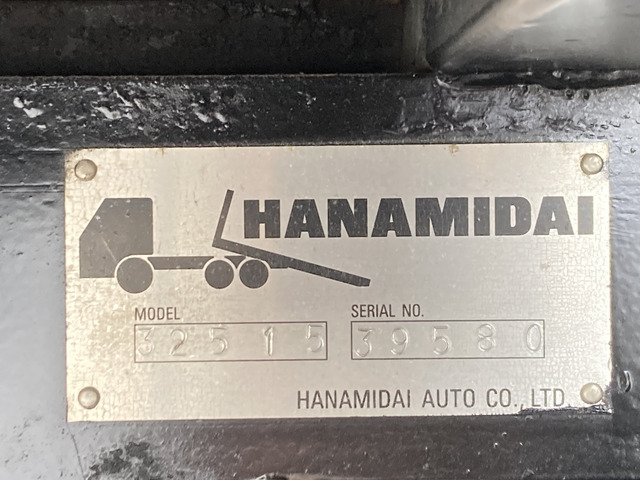 HANAMIDAI
MODEL SERIAL NO.
32515 39580
HANAMIDAI AUTO CO., LTD.